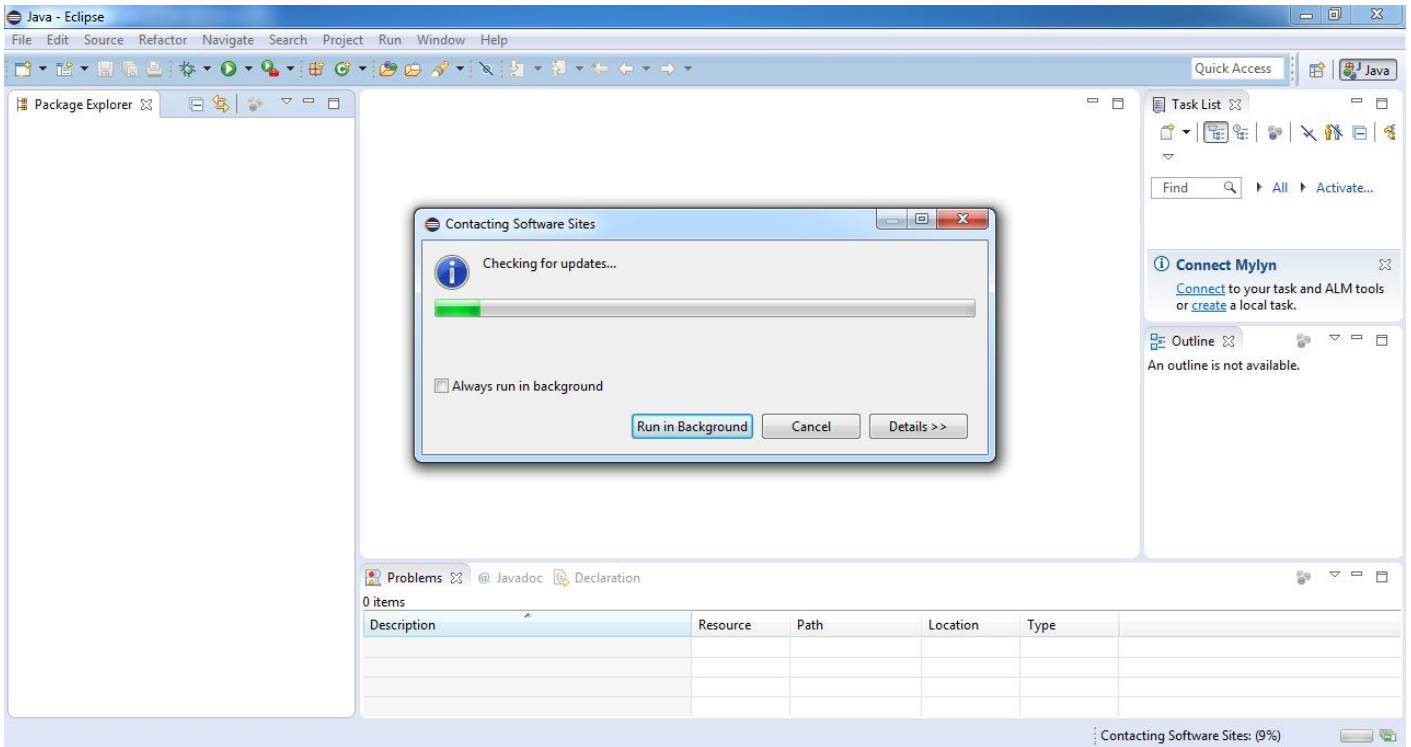 Java - Eclipse
File Edit Source Refactor Navigate Search Project Run Window Help
Quick Access
Java
Package Explorer
Task List
Find
All
Activate...
Contacting Software Sites
Checking for updates...
Always run in background
Run in Background
Cancel
Details >>
Connect Mylyn
Connect to your task and ALM tools
or create a local task.
Outline
An outline is not available.
Problems @ Javadoc Declaration
0 items
Description Resource Path Location Type
Contacting Software Sites: (9%)